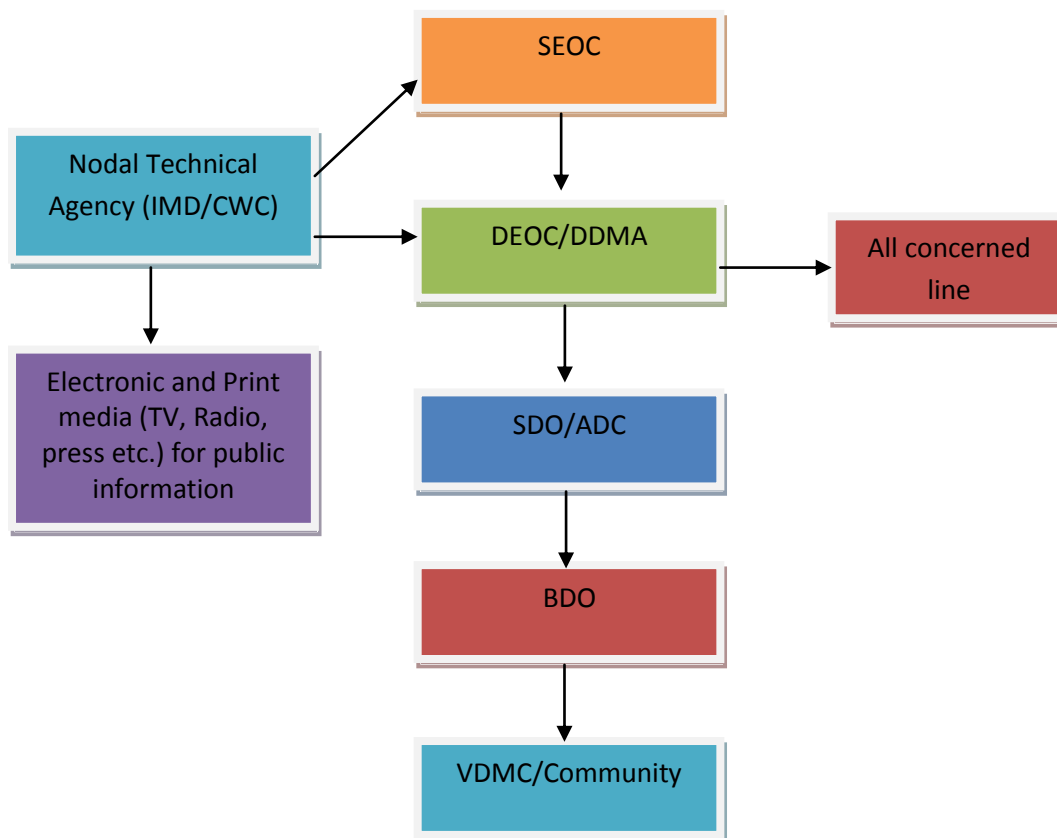 SEOC
Nodal Technical
Agency (IMD/CWC)
DEOC/DDMA
All concerned
line
Electronic and Print
media (TV, Radio,
press etc.) for public
information
SDO/ADC
BDO
VDMC/Community